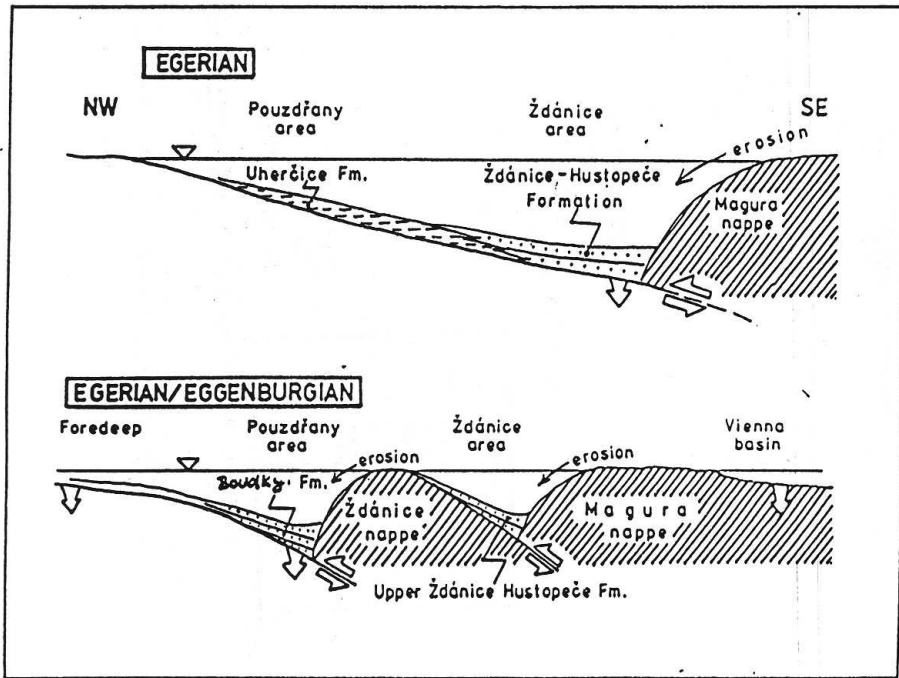 EGERIAN
NW
Pouzdřany
area
Ždánice
area
SE
erosion
Uherčice Fm.
Ždánice-Hustopeče
Formation
Magura
nappe
EGERIAN/EGGENBURGIAN
Foredeep
Pouzdřany
area
Ždánice
area
Vienna
basin
erosion
erosion
Boudky Fm.
Ždánice
nappe
Magura
nappe
Upper Ždánice Hustopeče Fm.